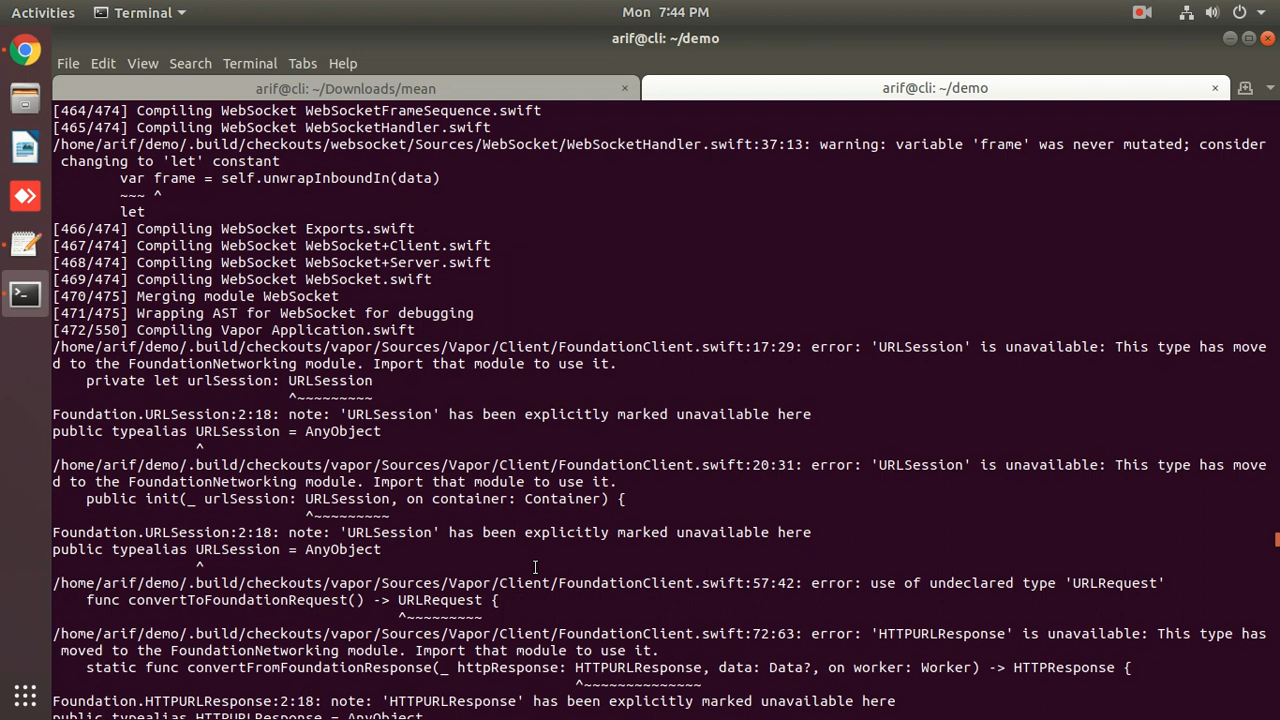 Activities
Terminal
Mon 7:44 PM
arif@cli: ~/demo
File Edit View Search Terminal Tabs Help
arif@cli: ~/Downloads/mean ×
arif@cli: ~/demo ×
[464/474] Compiling WebSocket WebSocketFrameSequence.swift
[465/474] Compiling WebSocket WebSocketHandler.swift
/home/arif/demo/.build/checkouts/websocket/Sources/WebSocket/WebSocketHandler.swift:37:13: warning: variable 'frame' was never mutated; consider
changing to 'let' constant
        var frame = self.unwrapInboundIn(data)
        ~~~ ^
        let
[466/474] Compiling WebSocket Exports.swift
[467/474] Compiling WebSocket WebSocket+Client.swift
[468/474] Compiling WebSocket WebSocket+Server.swift
[469/474] Compiling WebSocket WebSocket.swift
[470/475] Merging module WebSocket
[471/475] Wrapping AST for WebSocket for debugging
[472/550] Compiling Vapor Application.swift
/home/arif/demo/.build/checkouts/vapor/Sources/Vapor/Client/FoundationClient.swift:17:29: error: 'URLSession' is unavailable: This type has move
d to the FoundationNetworking module. Import that module to use it.
    private let urlSession: URLSession
                            ^~~~~~~~~~
Foundation.URLSession:2:18: note: 'URLSession' has been explicitly marked unavailable here
public typealias URLSession = AnyObject
                 ^
/home/arif/demo/.build/checkouts/vapor/Sources/Vapor/Client/FoundationClient.swift:20:31: error: 'URLSession' is unavailable: This type has move
d to the FoundationNetworking module. Import that module to use it.
    public init(_ urlSession: URLSession, on container: Container) {
                              ^~~~~~~~~~
Foundation.URLSession:2:18: note: 'URLSession' has been explicitly marked unavailable here
public typealias URLSession = AnyObject
                 ^
/home/arif/demo/.build/checkouts/vapor/Sources/Vapor/Client/FoundationClient.swift:57:42: error: use of undeclared type 'URLRequest'
    func convertToFoundationRequest() -> URLRequest {
                                         ^~~~~~~~~~
/home/arif/demo/.build/checkouts/vapor/Sources/Vapor/Client/FoundationClient.swift:72:63: error: 'HTTPURLResponse' is unavailable: This type has
moved to the FoundationNetworking module. Import that module to use it.
    static func convertFromFoundationResponse(_ httpResponse: HTTPURLResponse, data: Data?, on worker: Worker) -> HTTPResponse {
                                                              ^~~~~~~~~~~~~~~
Foundation.HTTPURLResponse:2:18: note: 'HTTPURLResponse' has been explicitly marked unavailable here
public typealias HTTPURLResponse = AnyObject